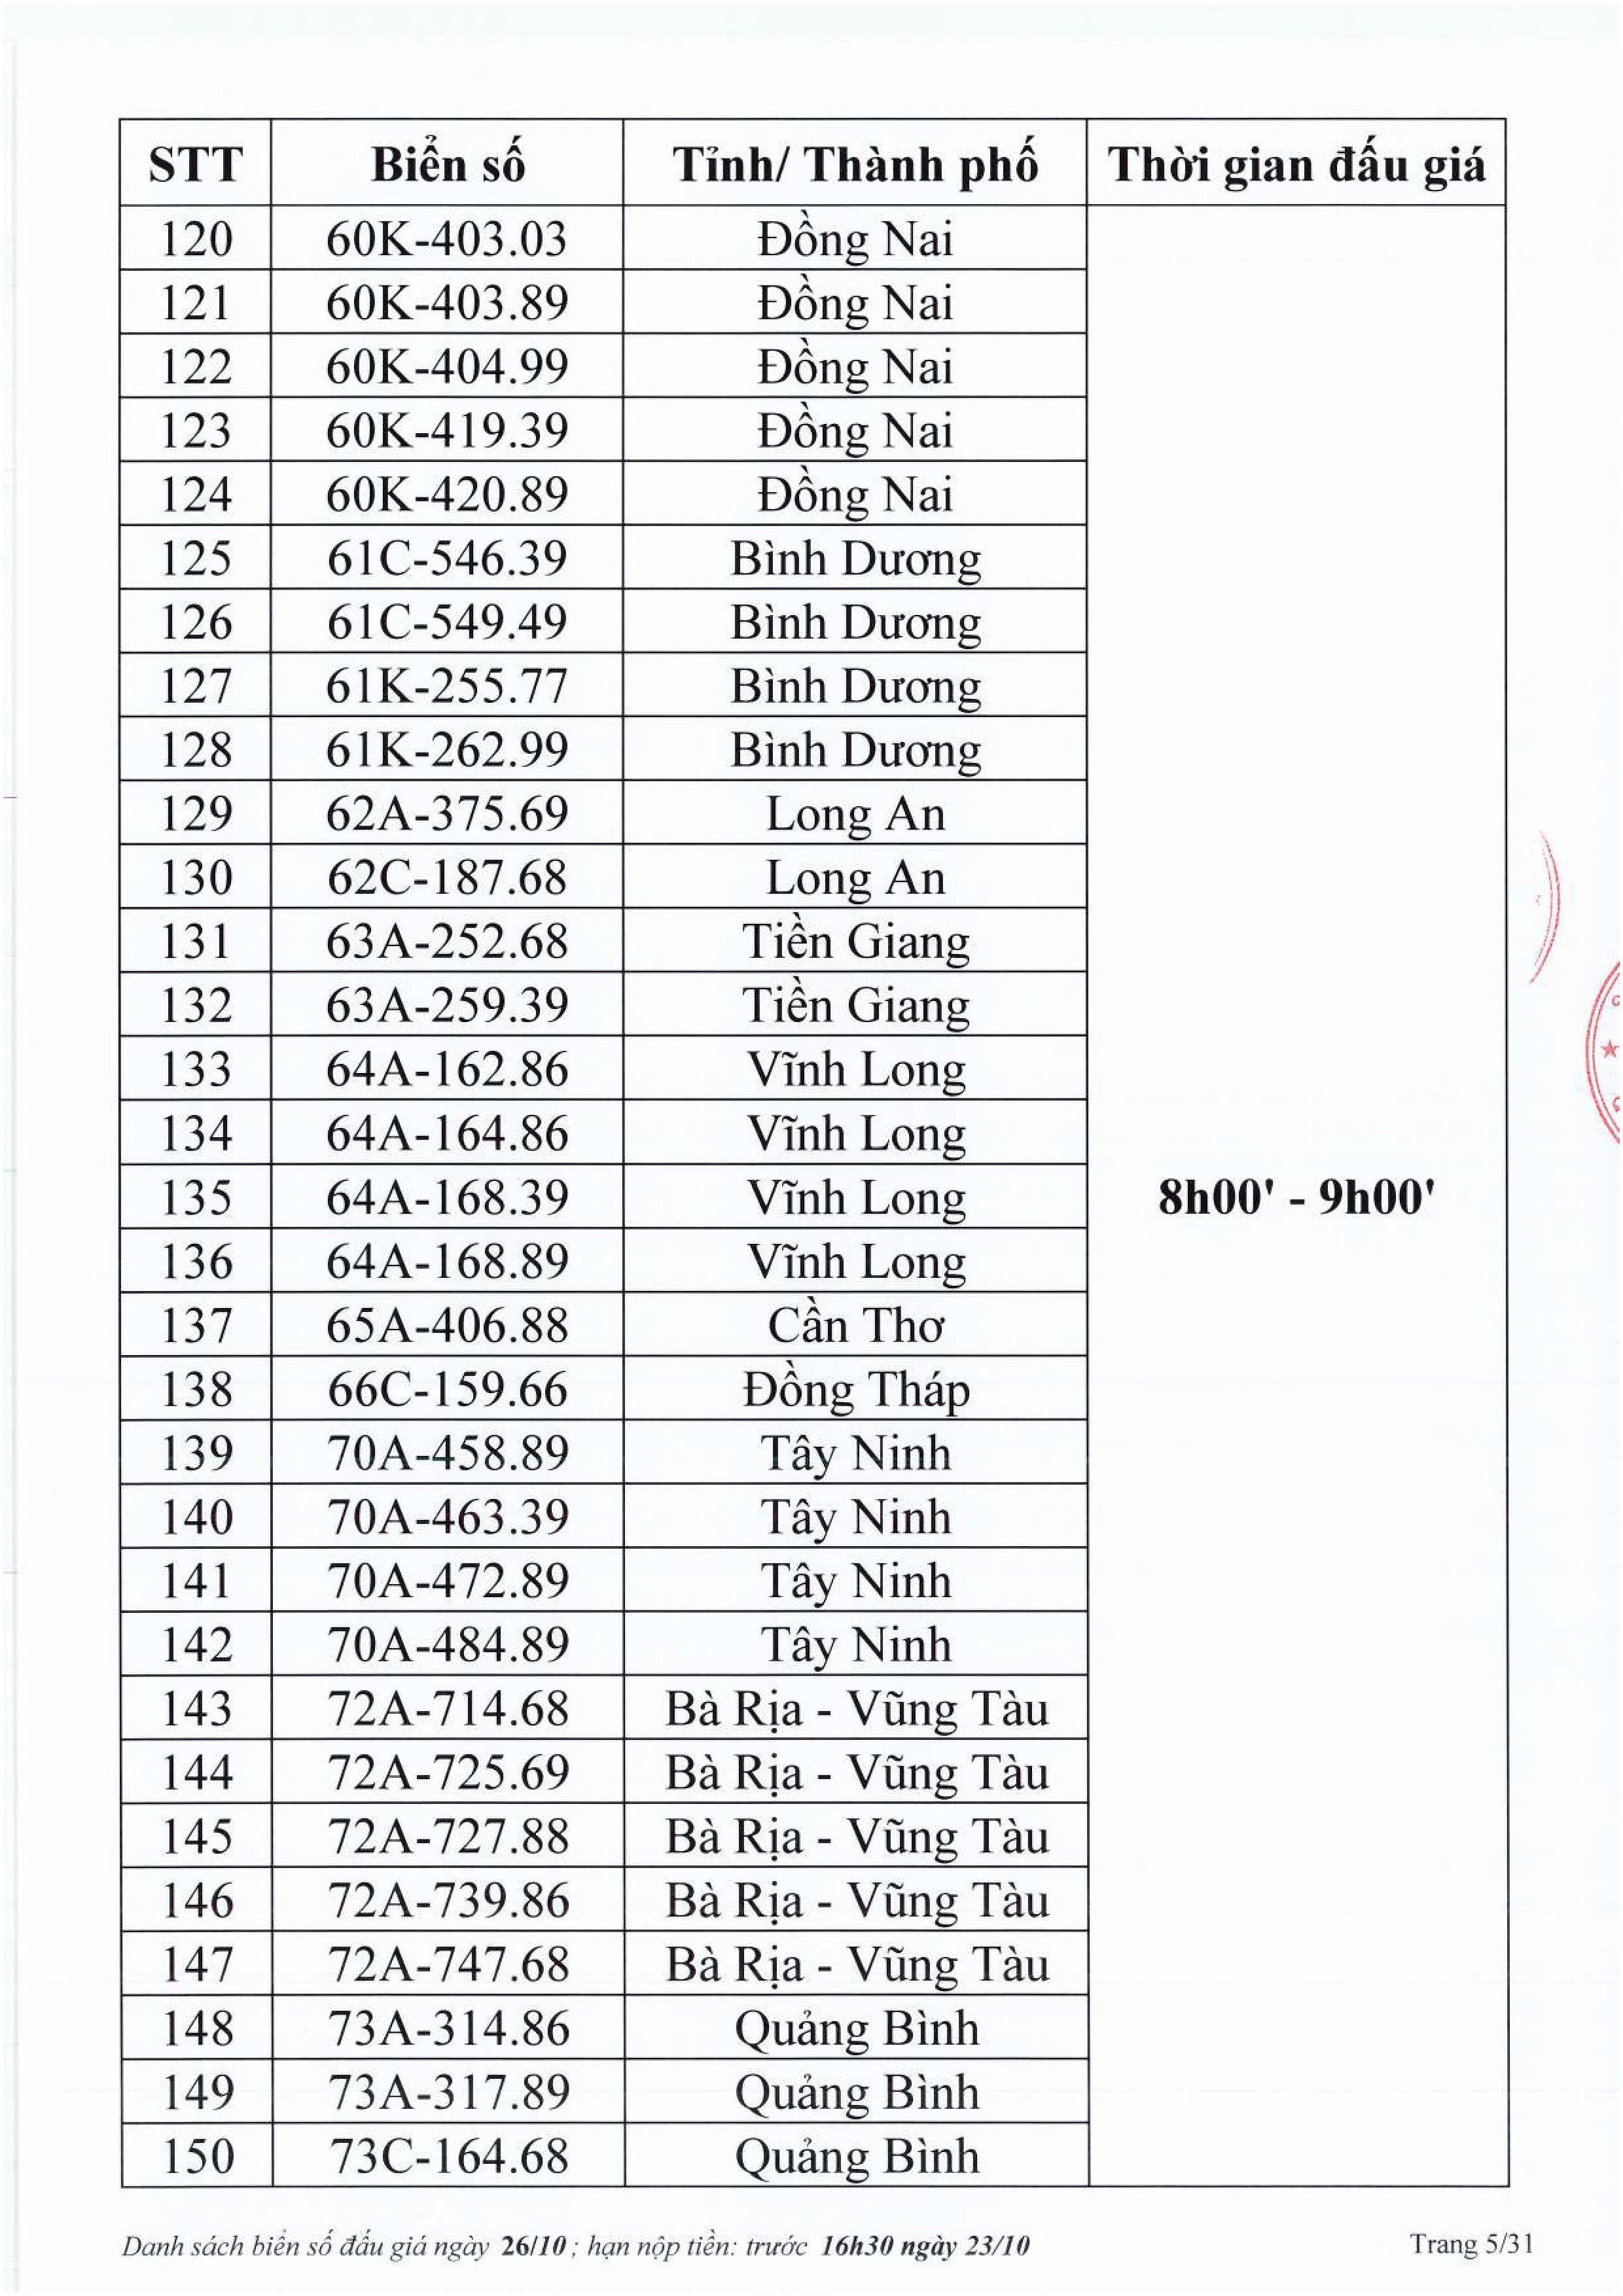 STT Biển số Tỉnh/ Thành phố Thời gian đấu giá
120 60K-403.03 Đồng Nai
121 60K-403.89 Đồng Nai
122 60K-404.99 Đồng Nai
123 60K-419.39 Đồng Nai
124 60K-420.89 Đồng Nai
125 61C-546.39 Bình Dương
126 61C-549.49 Bình Dương
127 61K-255.77 Bình Dương
128 61K-262.99 Bình Dương
129 62A-375.69 Long An
130 62C-187.68 Long An
131 63A-252.68 Tiền Giang
132 63A-259.39 Tiền Giang
133 64A-162.86 Vĩnh Long
134 64A-164.86 Vĩnh Long
135 64A-168.39 Vĩnh Long 8h00' - 9h00'
136 64A-168.89 Vĩnh Long
137 65A-406.88 Cần Thơ
138 66C-159.66 Đồng Tháp
139 70A-458.89 Tây Ninh
140 70A-463.39 Tây Ninh
141 70A-472.89 Tây Ninh
142 70A-484.89 Tây Ninh
143 72A-714.68 Bà Rịa - Vũng Tàu
144 72A-725.69 Bà Rịa - Vũng Tàu
145 72A-727.88 Bà Rịa - Vũng Tàu
146 72A-739.86 Bà Rịa - Vũng Tàu
147 72A-747.68 Bà Rịa - Vũng Tàu
148 73A-314.86 Quảng Bình
149 73A-317.89 Quảng Bình
150 73C-164.68 Quảng Bình
Danh sách biển số đấu giá ngày 26/10 ; hạn nộp tiền: trước 16h30 ngày 23/10 Trang 5/31